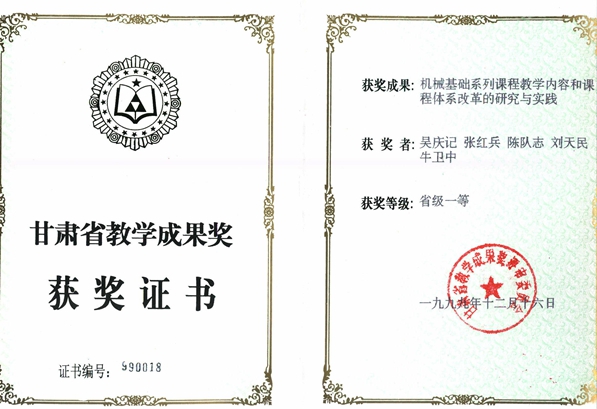 甘肃省教学成果奖
获奖证书
证书编号: 990018
获奖成果: 机械基础系列课程教学内容和课
程体系改革的研究与实践
获奖者: 吴庆记 张红兵 陈队志 刘天民
牛卫中
获奖等级: 省级一等
甘肃省教学成果奖评审委员会
一九九九年十二月十六日